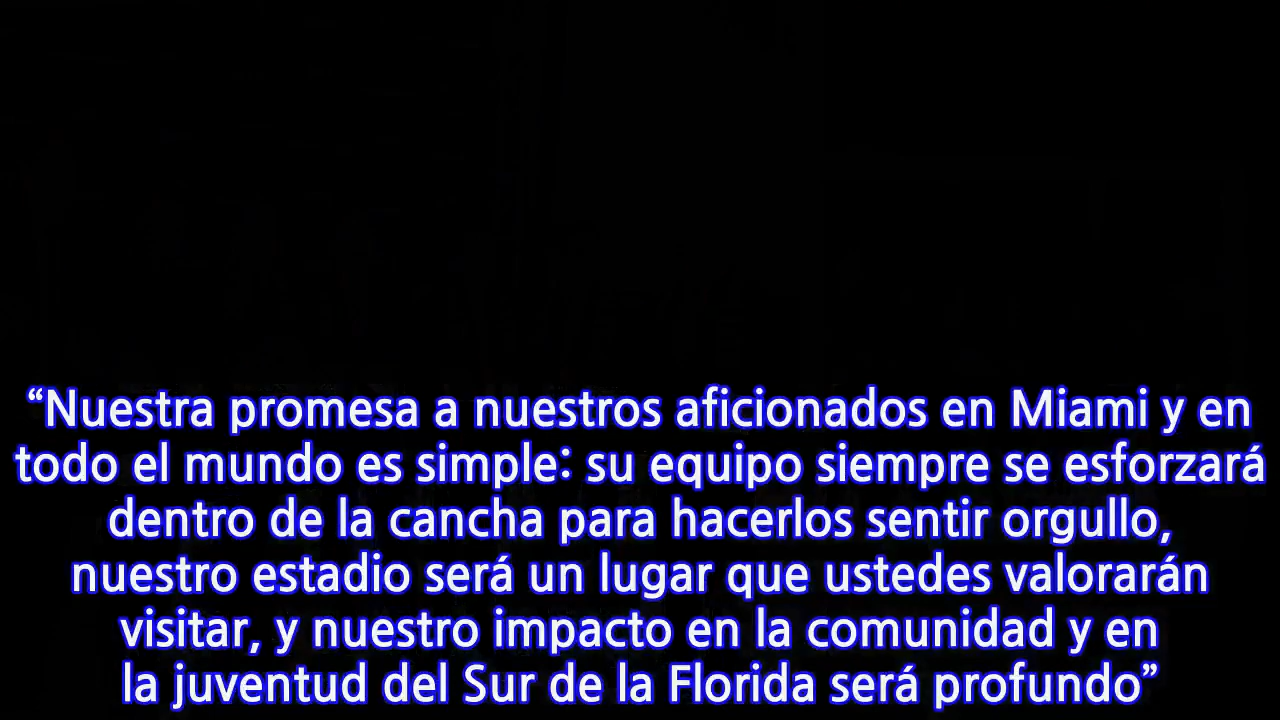 “Nuestra promesa a nuestros aficionados en Miami y en
todo el mundo es simple: su equipo siempre se esforzará
dentro de la cancha para hacerlos sentir orgullo,
nuestro estadio será un lugar que ustedes valorarán
visitar, y nuestro impacto en la comunidad y en
la juventud del Sur de la Florida será profundo”